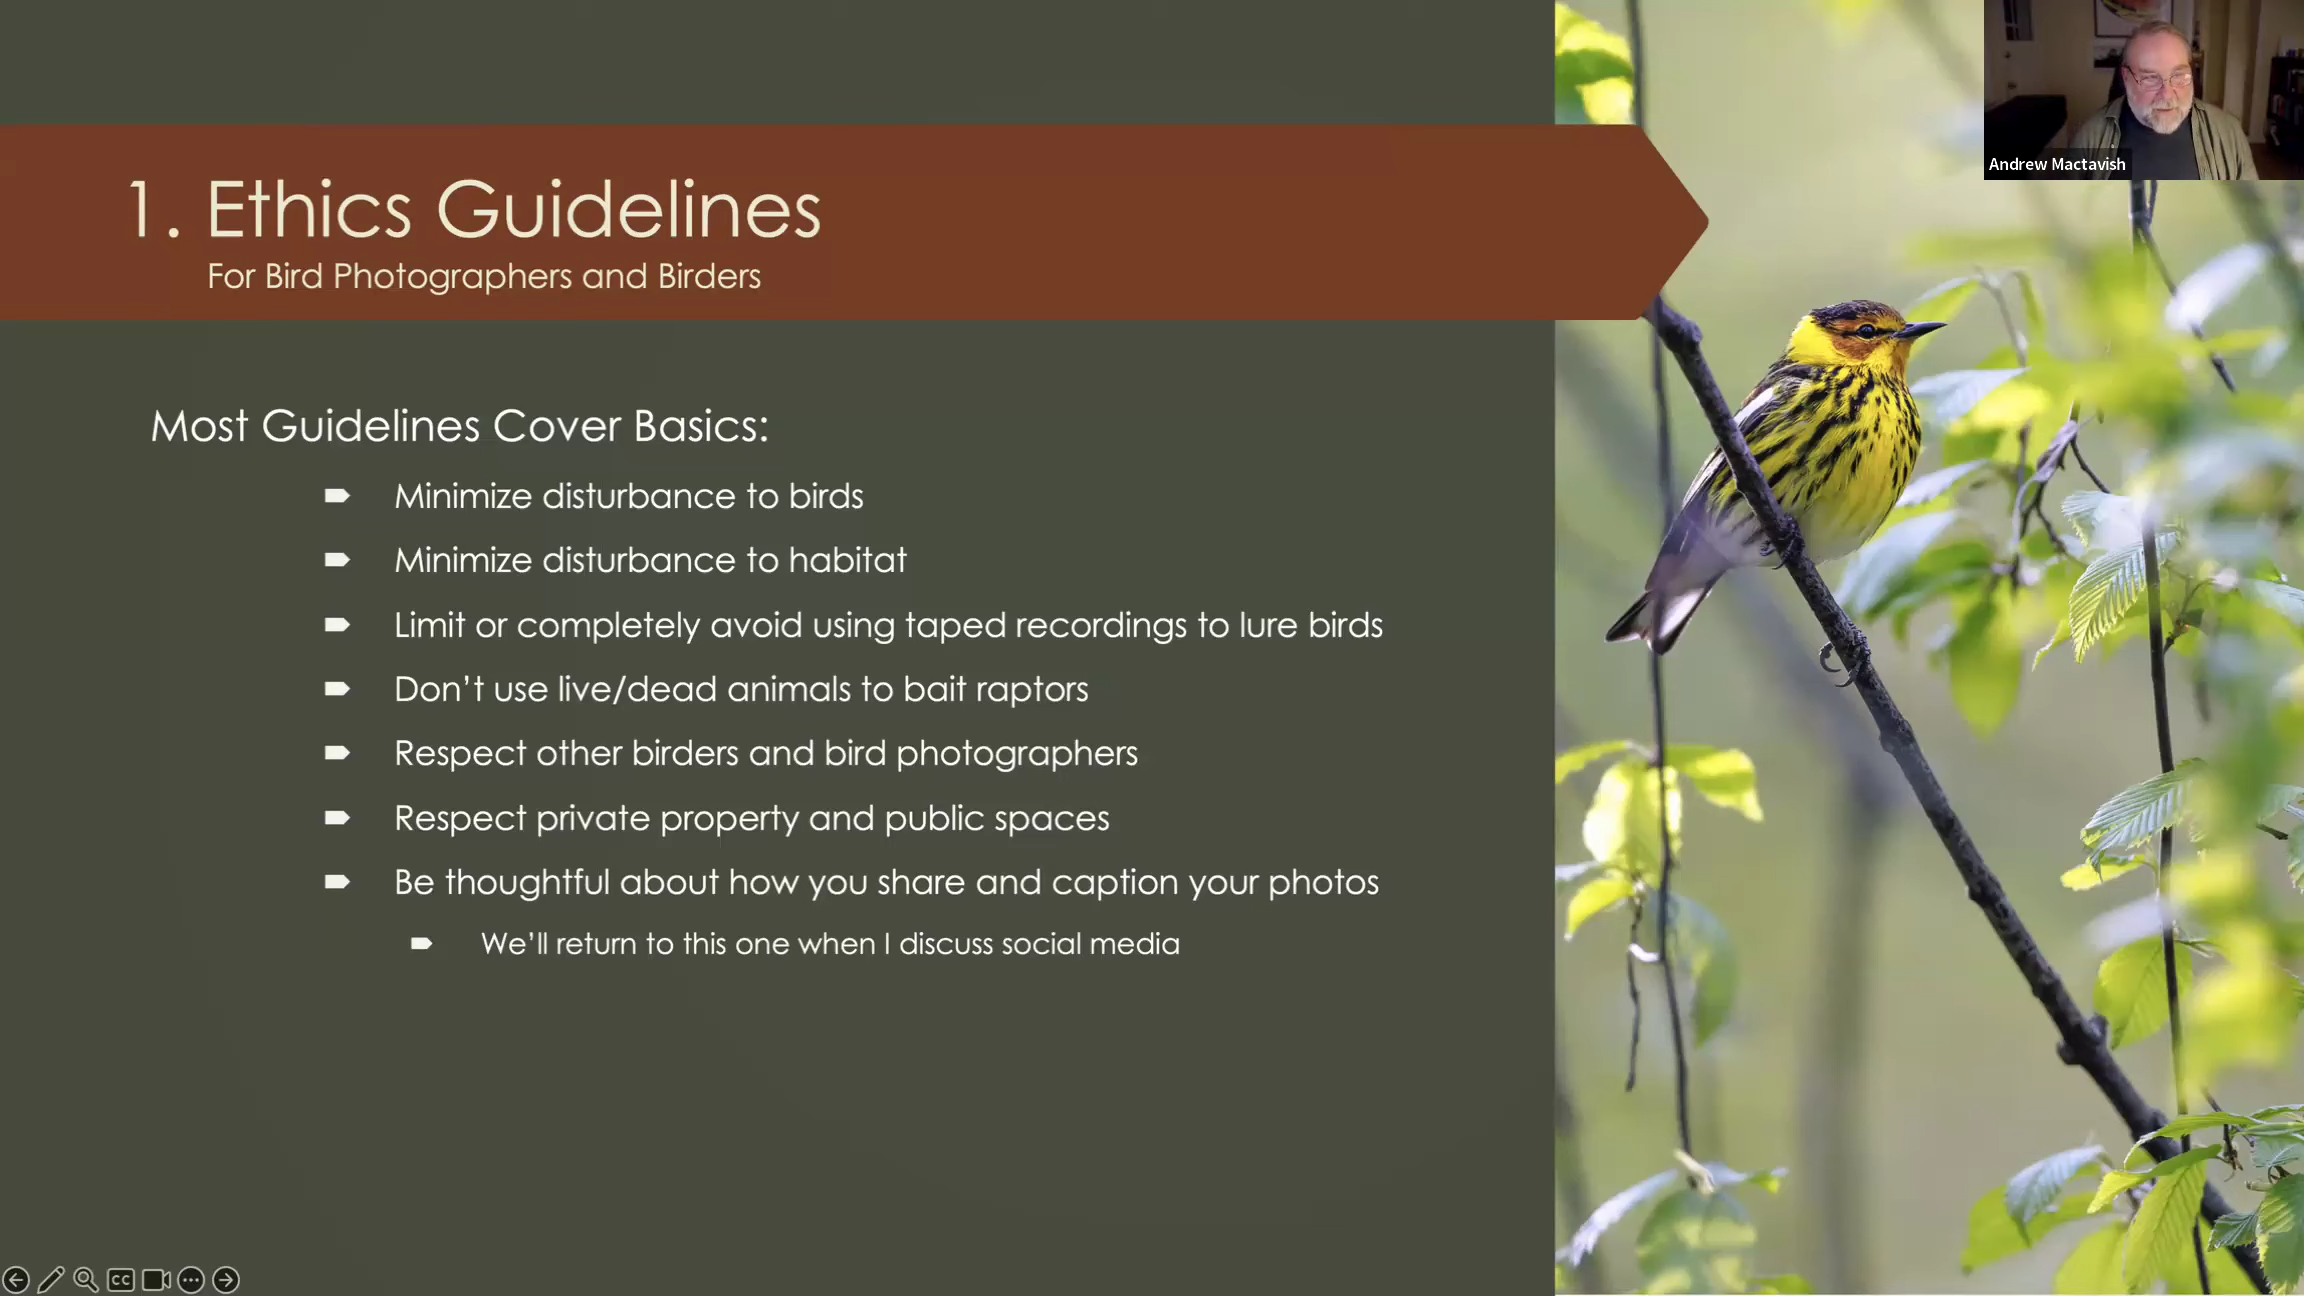 1. Ethics Guidelines
For Bird Photographers and Birders
Andrew Mactavish
Most Guidelines Cover Basics:
Minimize disturbance to birds
Minimize disturbance to habitat
Limit or completely avoid using taped recordings to lure birds
Don’t use live/dead animals to bait raptors
Respect other birders and bird photographers
Respect private property and public spaces
Be thoughtful about how you share and caption your photos
We’ll return to this one when I discuss social media
CC